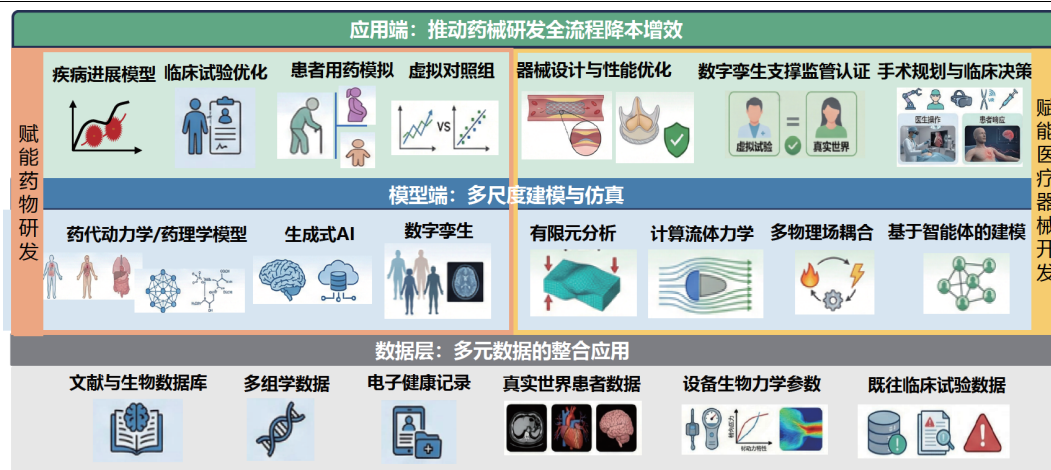 应用端：推动药械研发全流程降本增效
赋能药物研发
疾病进展模型
临床试验优化
患者用药模拟
虚拟对照组
VS
器械设计与性能优化
数字孪生支撑监管认证
虚拟试验
=
真实世界
手术规划与临床决策
医生操作
患者响应
赋能医疗器械开发
模型端：多尺度建模与仿真
药代动力学/药理学模型
生成式AI
数字孪生
有限元分析
计算流体力学
多物理场耦合
基于智能体的建模
数据层：多元数据的整合应用
文献与生物数据库
多组学数据
电子健康记录
真实世界患者数据
设备生物力学参数
既往临床试验数据